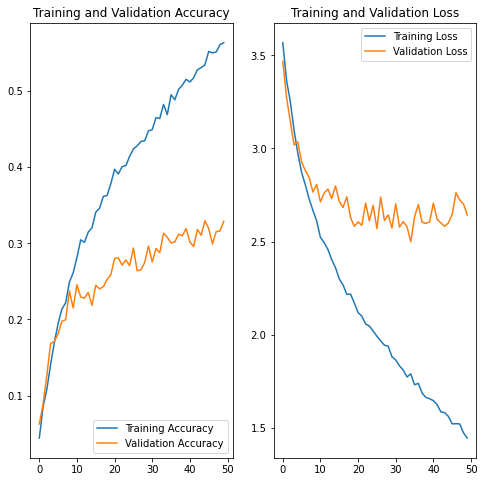 Training and Validation Accuracy
0.5
0.4
0.3
0.2
0.1
0 10 20 30 40 50
Training Accuracy
Validation Accuracy
Training and Validation Loss
Training Loss
Validation Loss
3.5
3.0
2.5
2.0
1.5
0 10 20 30 40 50